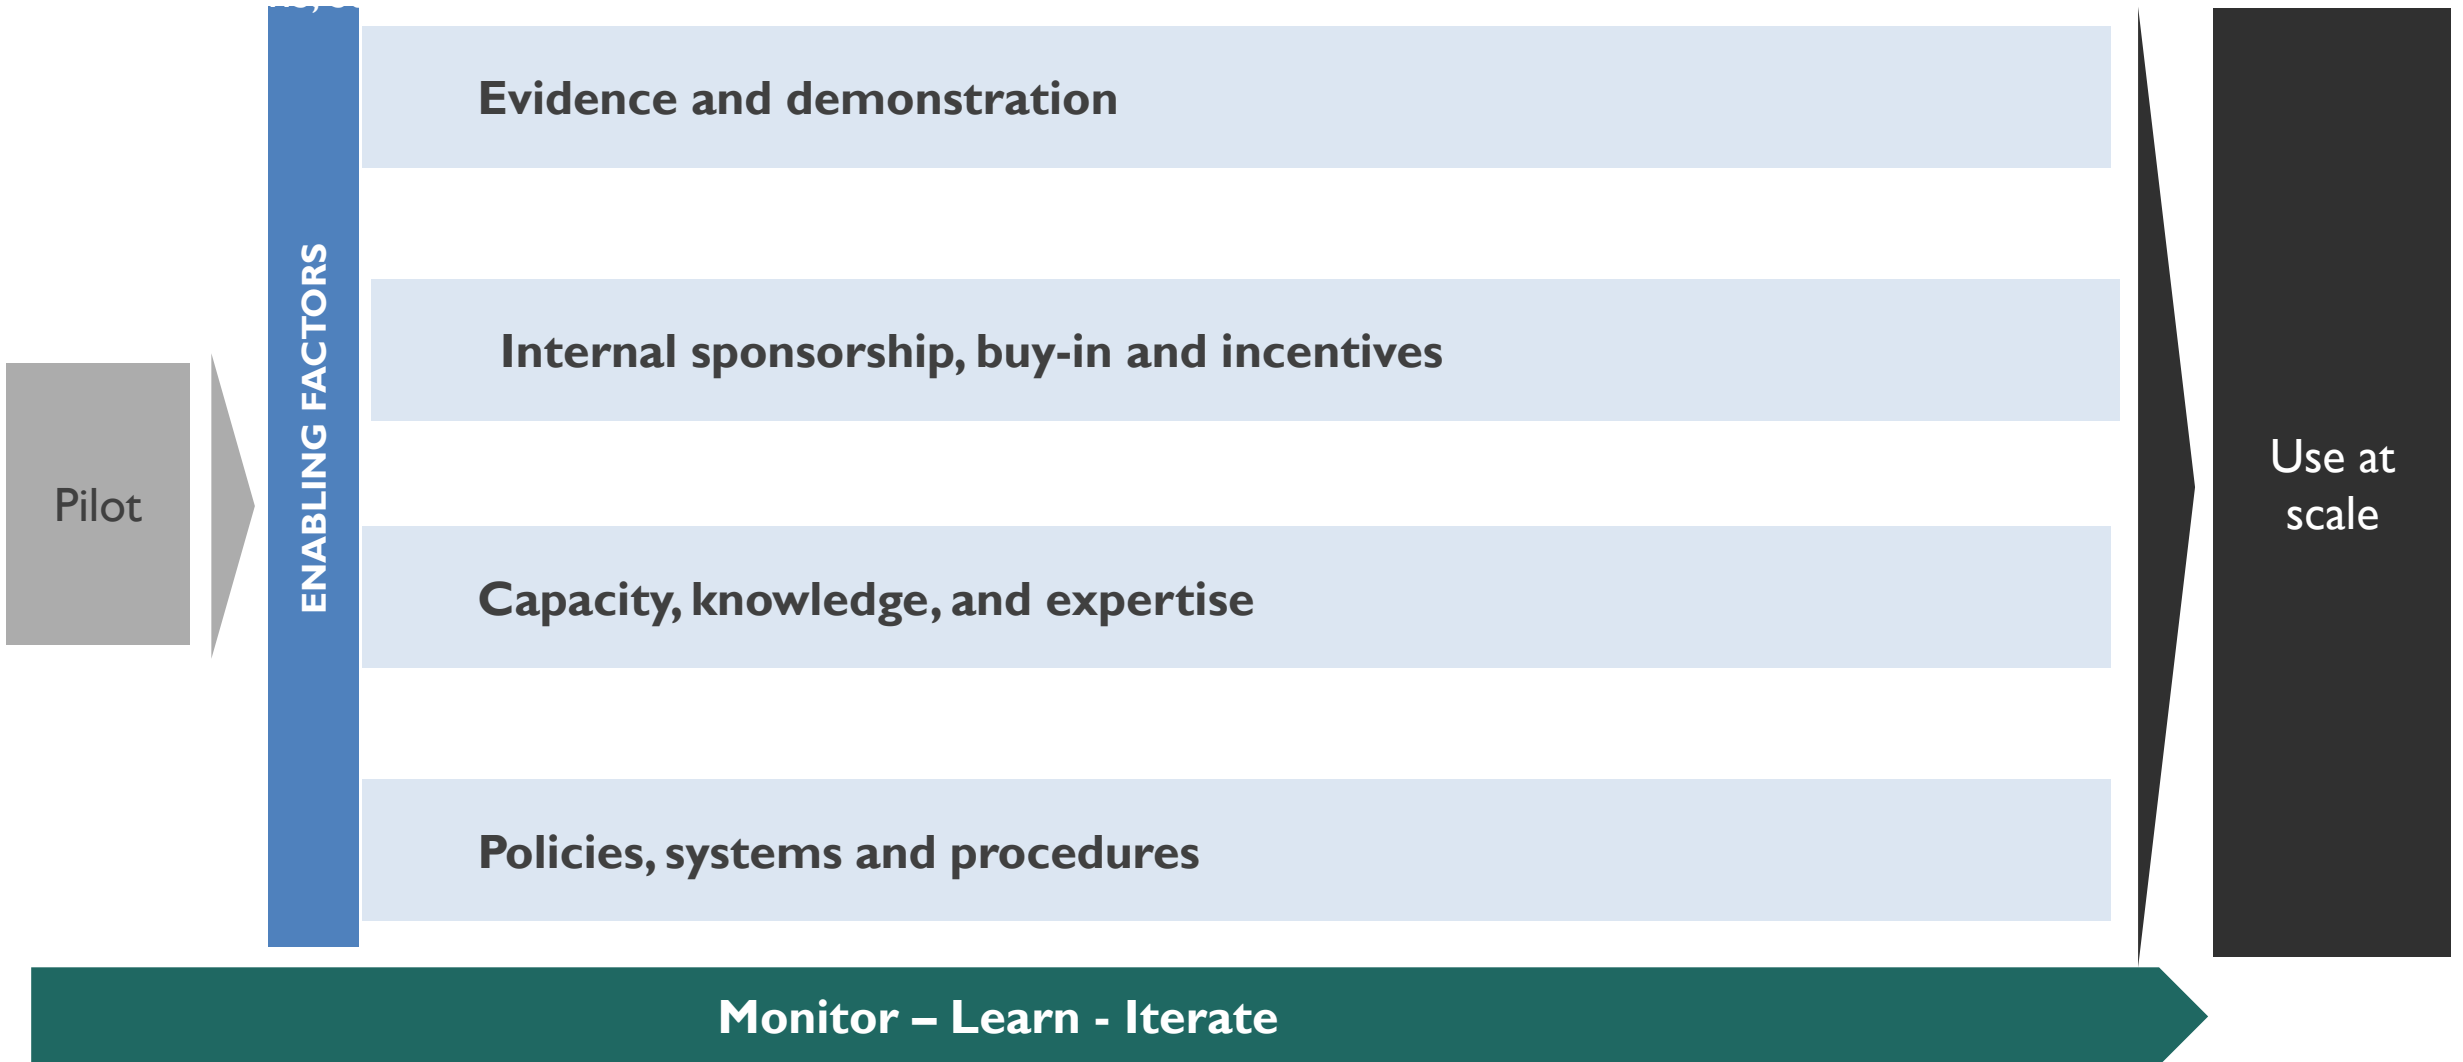 Evidence and demonstration
Internal sponsorship, buy-in and incentives
ENABLING FACTORS
Pilot
Use at
scale
Capacity, knowledge, and expertise
Policies, systems and procedures
Monitor – Learn - Iterate